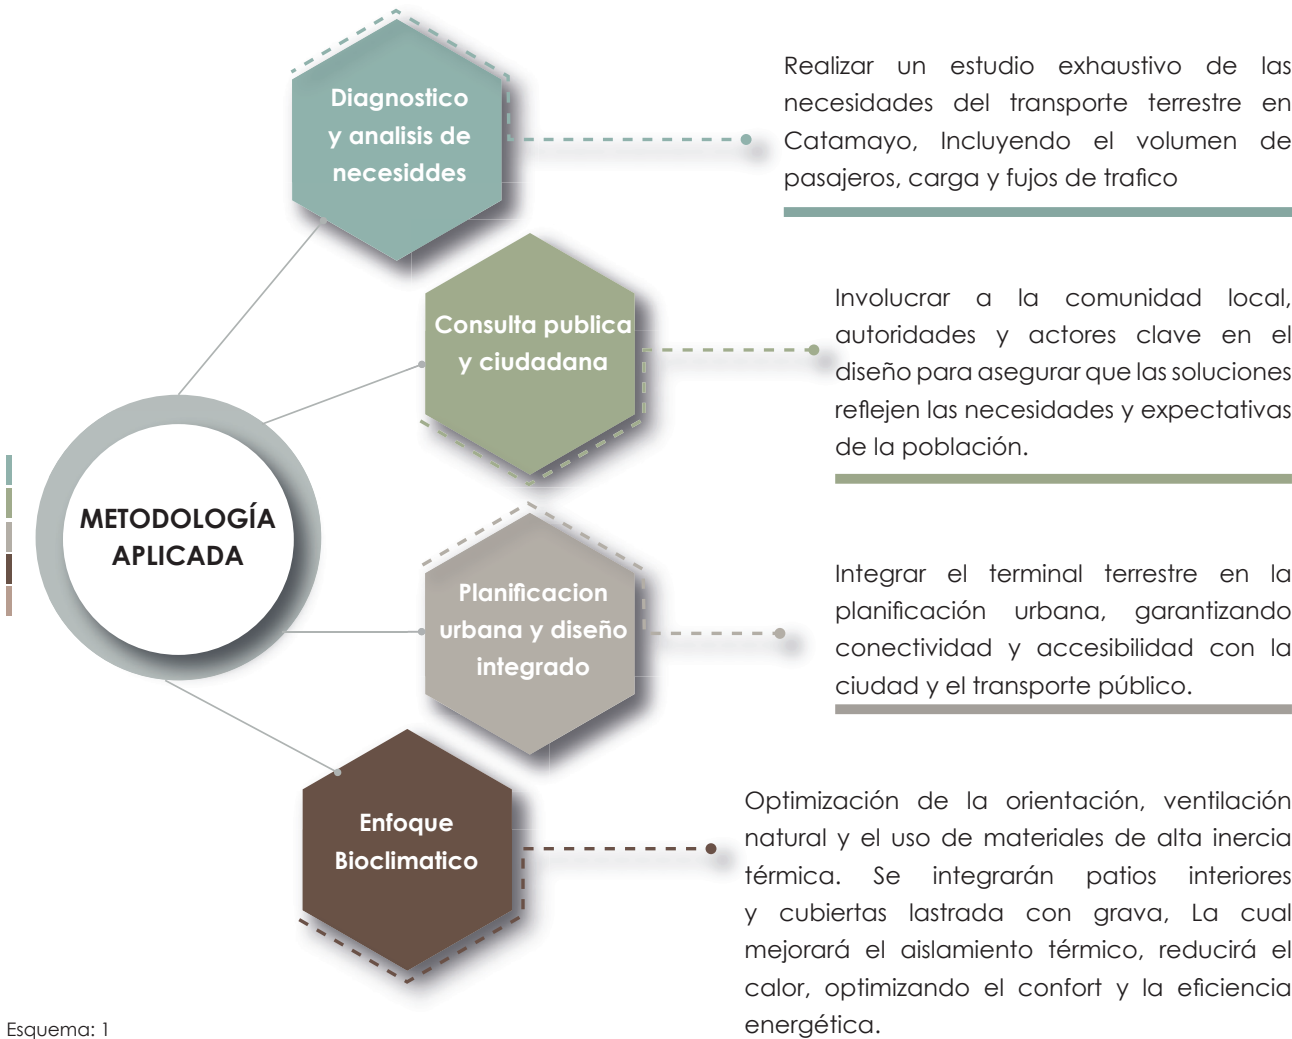 Diagnostico
y analisis de
necesiddes
Realizar un estudio exhaustivo de las
necesidades del transporte terrestre en
Catamayo, Incluyendo el volumen de
pasajeros, carga y fujos de trafico
Consulta publica
y ciudadana
Involucrar a la comunidad local,
autoridades y actores clave en el
diseño para asegurar que las soluciones
reflejen las necesidades y expectativas
de la población.
METODOLOGÍA
APLICADA
Planificacion
urbana y diseño
integrado
Integrar el terminal terrestre en la
planificación urbana, garantizando
conectividad y accesibilidad con la
ciudad y el transporte público.
Enfoque
Bioclimatico
Optimización de la orientación, ventilación
natural y el uso de materiales de alta inercia
térmica. Se integrarán patios interiores
y cubiertas lastrada con grava, La cual
mejorará el aislamiento térmico, reducirá el
calor, optimizando el confort y la eficiencia
energética.
Esquema: 1